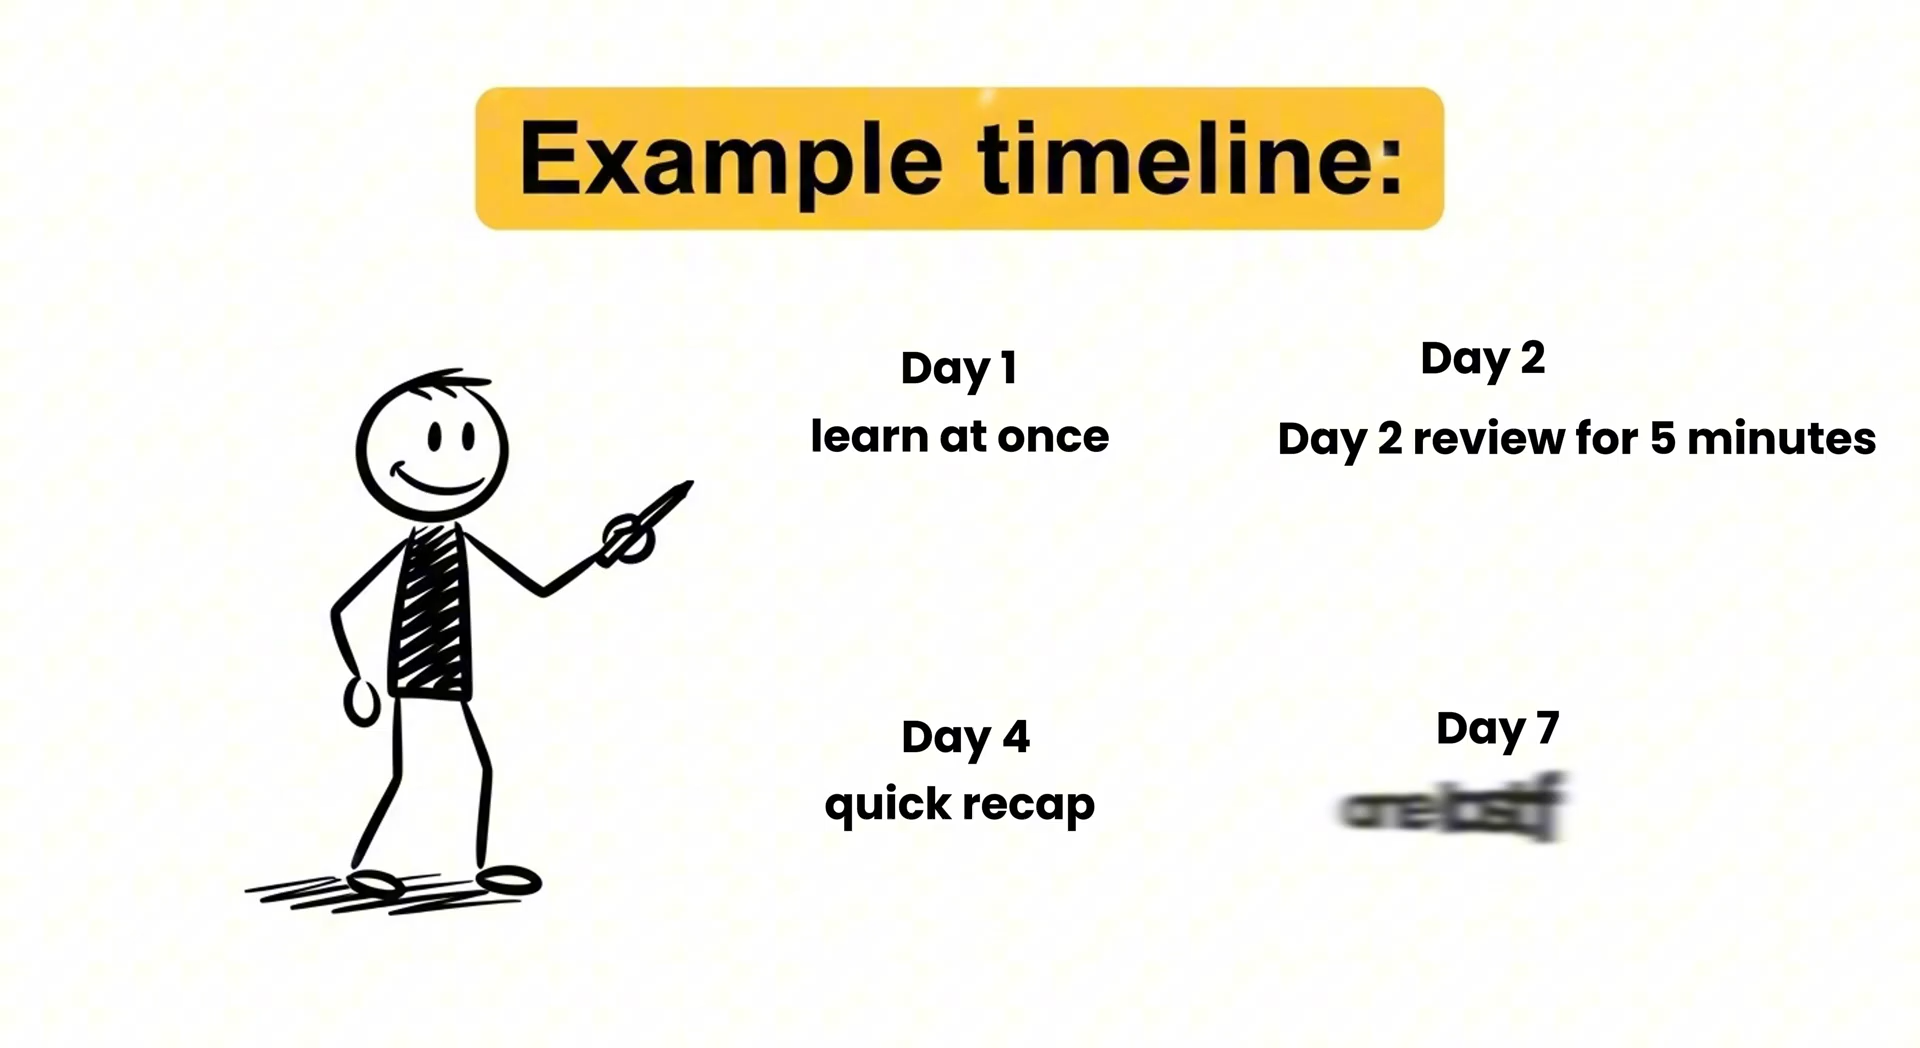 Example timeline:
Day 1
learn at once
Day 2
Day 2 review for 5 minutes
Day 4
quick recap
Day 7